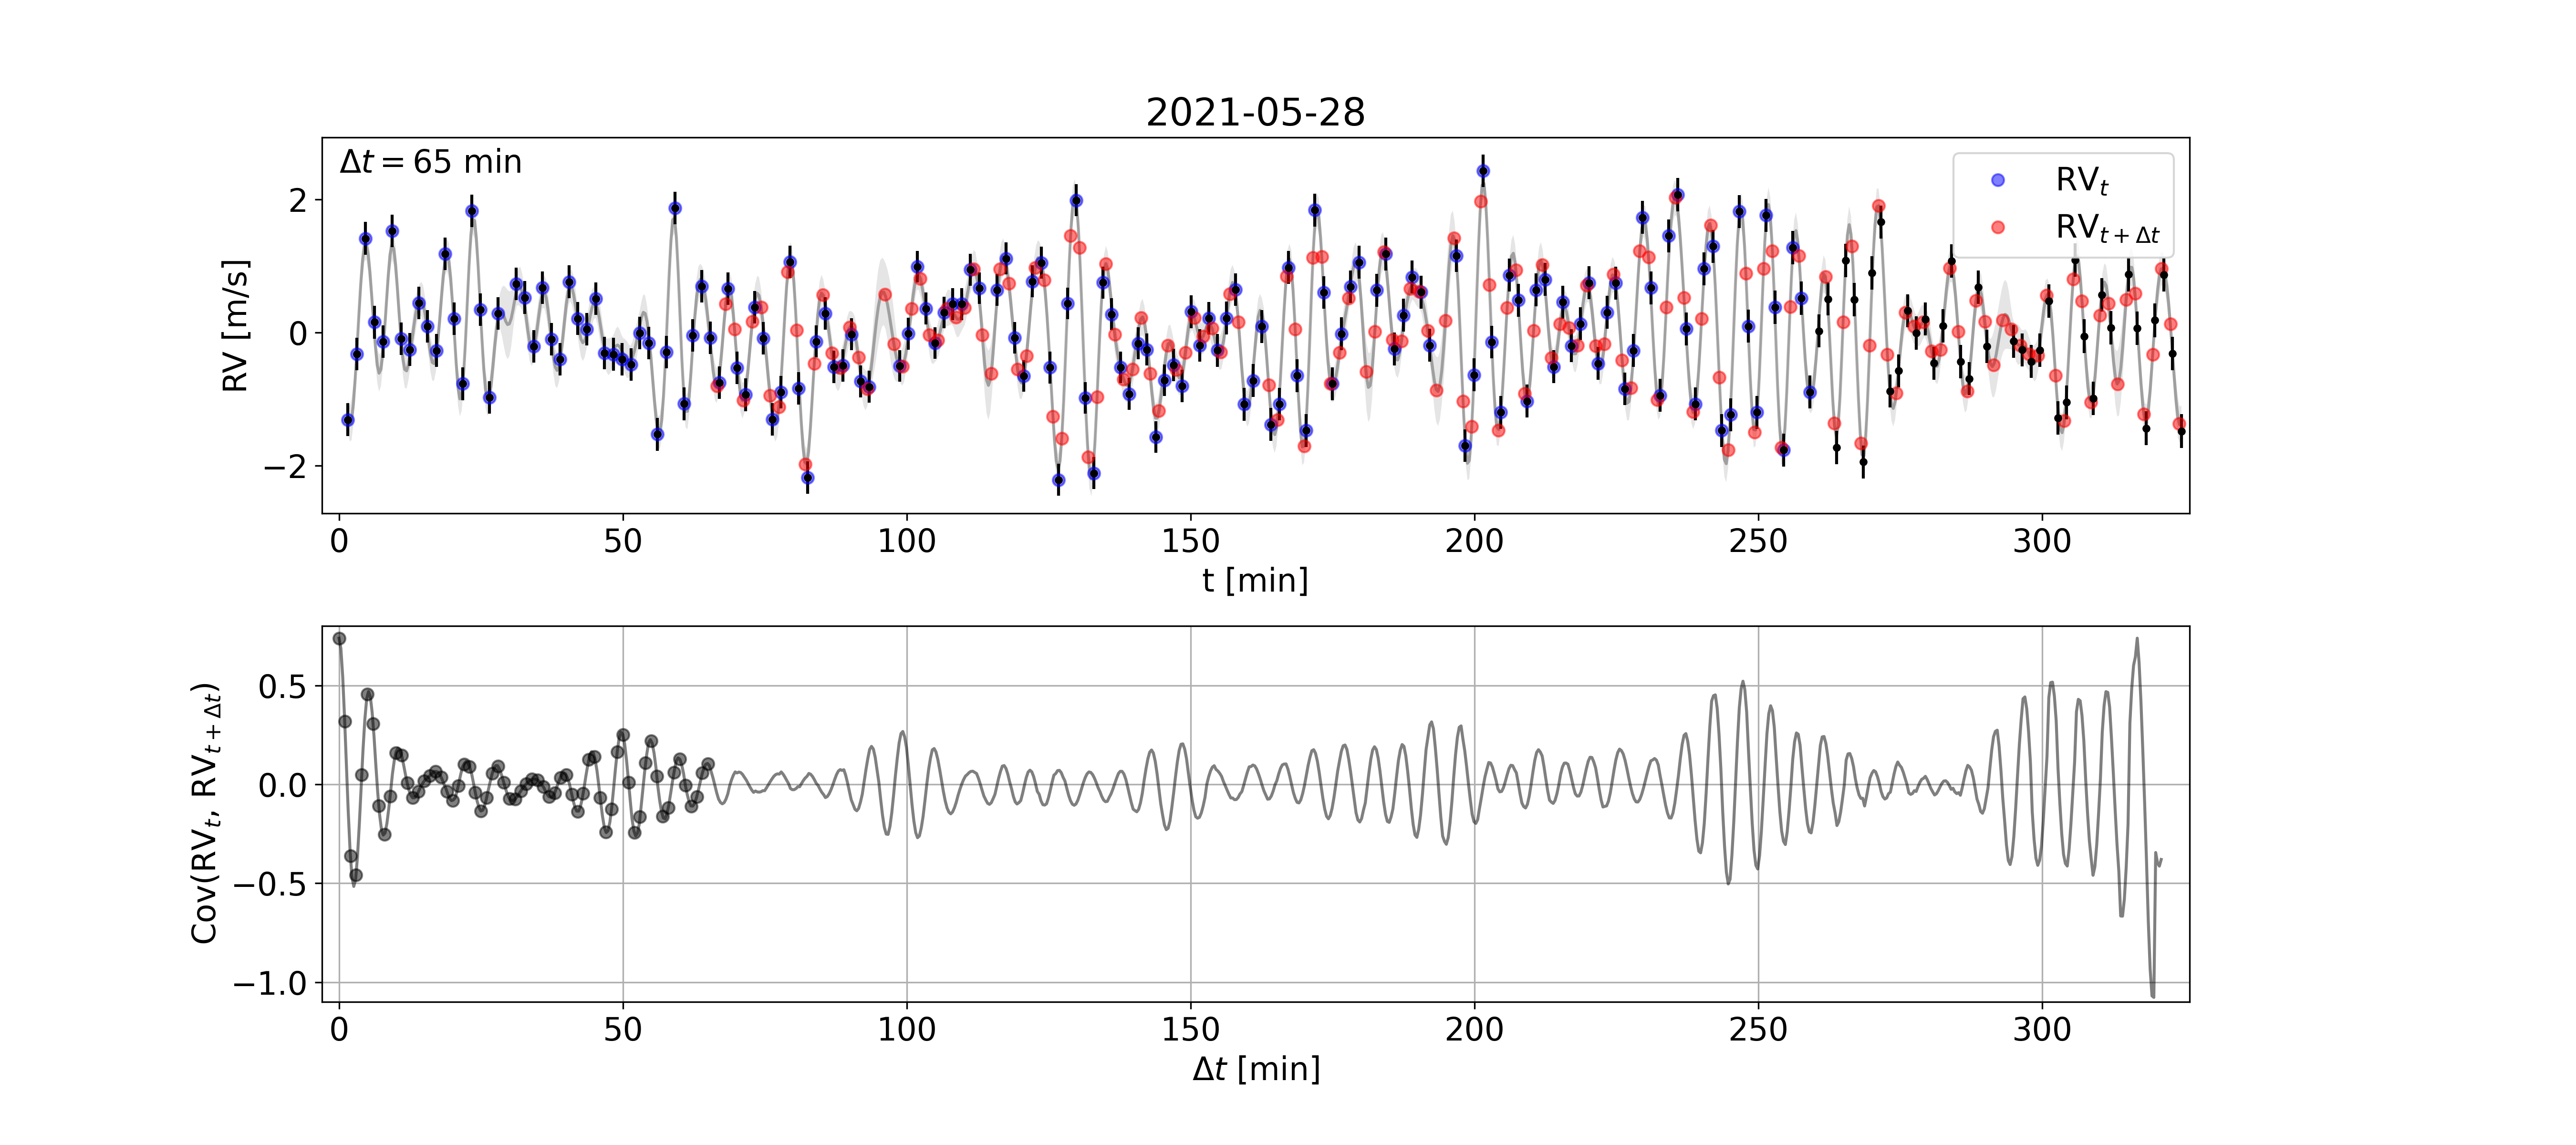 2021-05-28
Δt = 65 min
RV_t
RV_{t+Δt}
RV [m/s]
2
0
−2
0 50 100 150 200 250 300
t [min]
Cov(RV_t, RV_{t+Δt})
0.5
0.0
−0.5
−1.0
0 50 100 150 200 250 300
Δt [min]